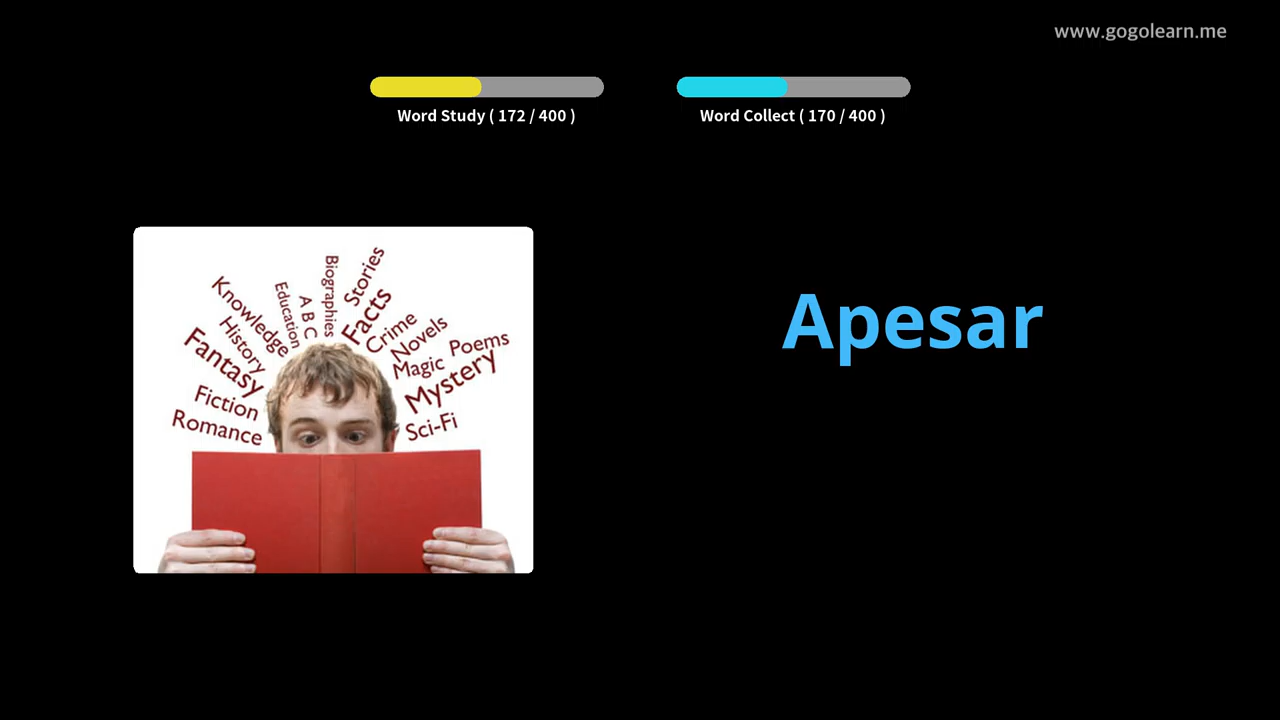 www.gogolearn.me
Word Study ( 172 / 400 )
Word Collect ( 170 / 400 )
Apesar
Biographies
Stories
Education
A B C
Facts
Knowledge
History
Crime
Novels
Fantasy
Magic
Poems
Mystery
Fiction
Romance
Sci-Fi